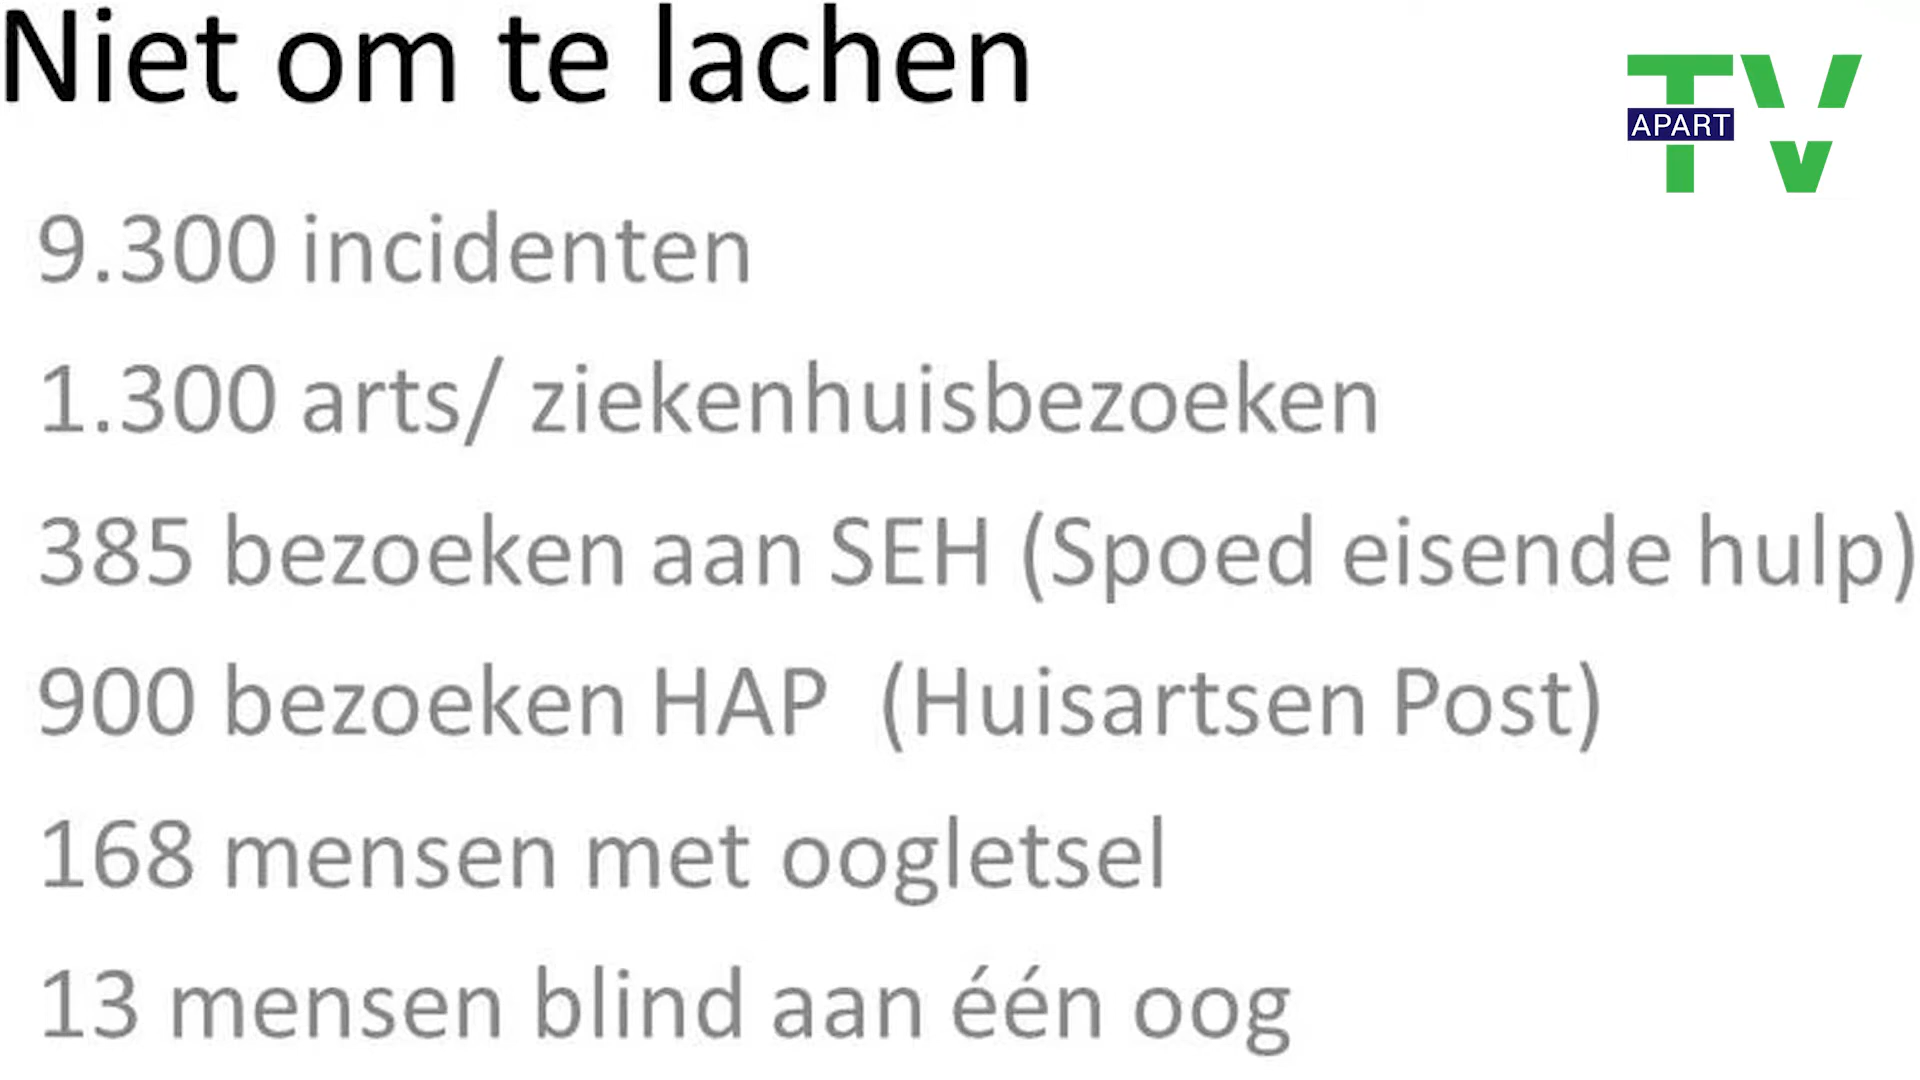 Niet om te lachen
TV
APART
9.300 incidenten
1.300 arts/ ziekenhuisbezoeken
385 bezoeken aan SEH (Spoed eisende hulp)
900 bezoeken HAP  (Huisartsen Post)
168 mensen met oogletsel
13 mensen blind aan één oog